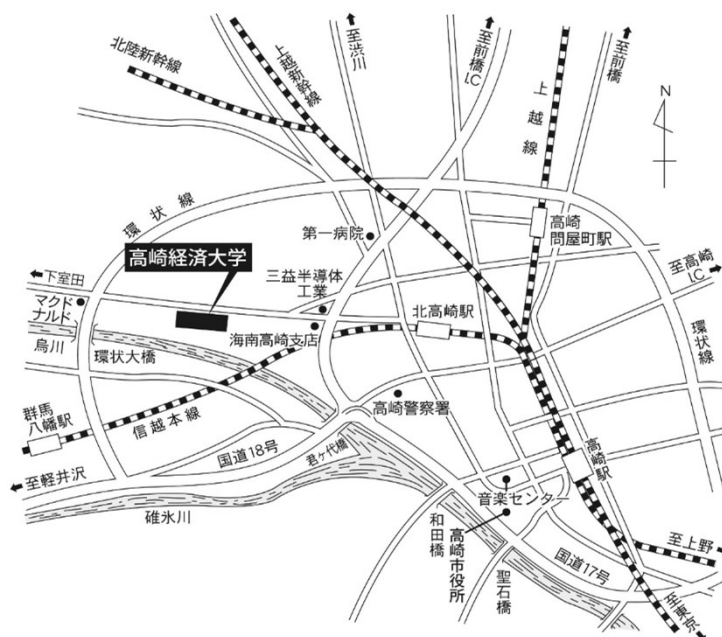 北陸新幹線
上越新幹線
至渋川
至前橋
I.C
上越線
至前橋
N
環状線
第一病院
高崎
問屋町駅
高崎経済大学
下室田
三益半導体
工業
至高崎
I.C
マクド
ナルド
北高崎駅
烏川
環状大橋
海南高崎支店
環状線
群馬
八幡駅
信越本線
高崎警察署
国道18号
君ヶ代橋
高崎駅
至軽井沢
音楽センター
碓氷川
和田橋
高崎市役所
聖石橋
国道17号
至上野
至東京